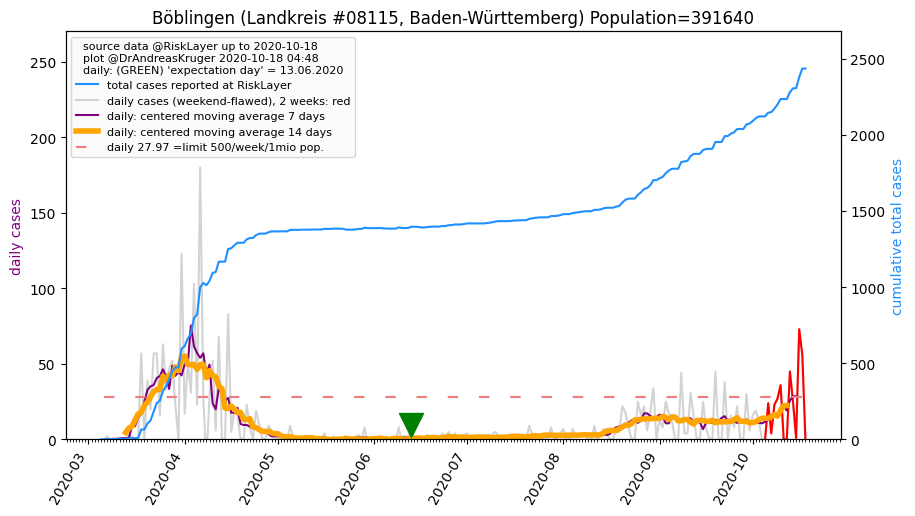 Böblingen (Landkreis #08115, Baden-Württemberg) Population=391640
source data @RiskLayer up to 2020-10-18
plot @DrAndreasKruger 2020-10-18 04:48
daily: (GREEN) 'expectation day' = 13.06.2020
total cases reported at RiskLayer
daily cases (weekend-flawed), 2 weeks: red
daily: centered moving average 7 days
daily: centered moving average 14 days
daily 27.97 =limit 500/week/1mio pop.
daily cases
250
200
150
100
50
0
cumulative total cases
2500
2000
1500
1000
500
0
2020-03
2020-04
2020-05
2020-06
2020-07
2020-08
2020-09
2020-10